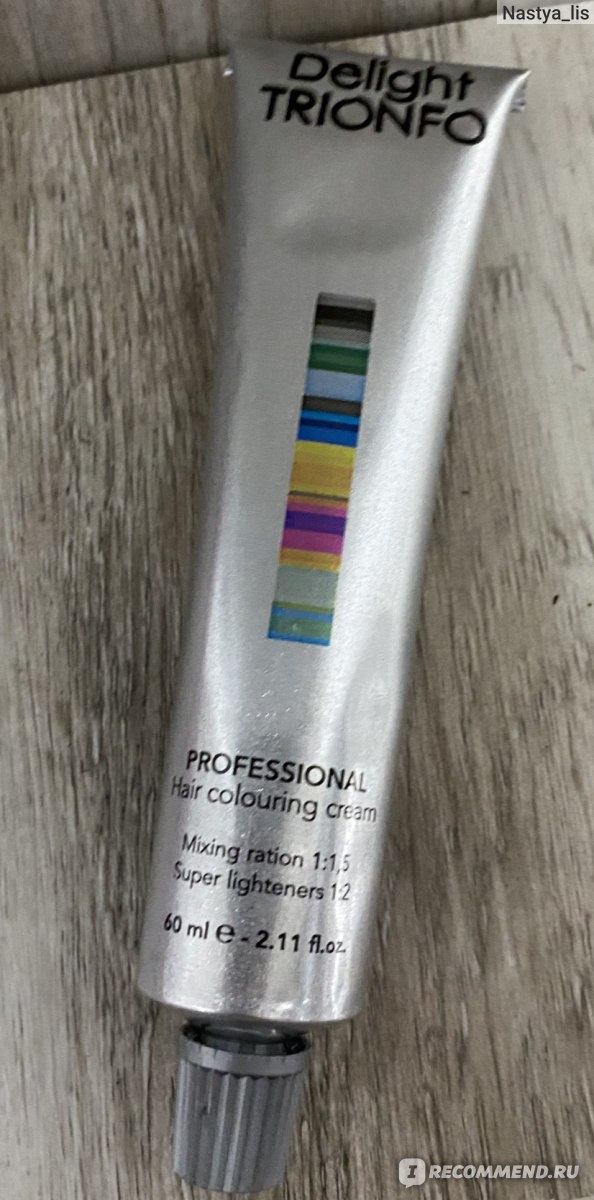 Nastya_lis
Delight
TRIONFO
PROFESSIONAL
Hair colouring cream
Mixing ration 1:1,5
Super lighteners 1:2
60 ml e - 2.11 fl.oz.
IRECOMMEND.RU